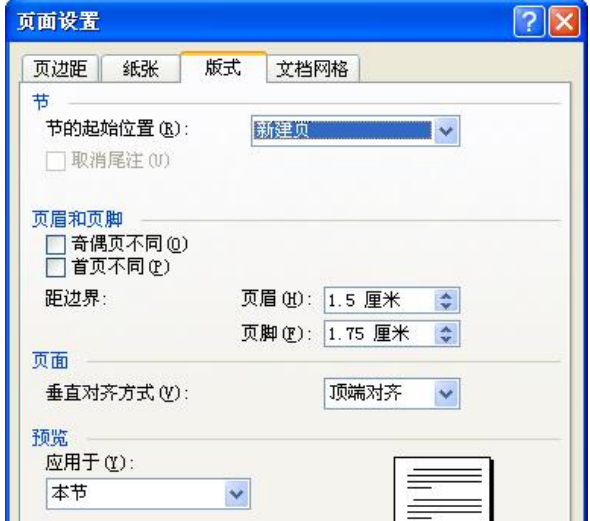 页面设置
页边距 纸张 版式 文档网格
节
节的起始位置(R): 新建页
取消尾注(U)
页眉和页脚
奇偶页不同(O)
首页不同(P)
距边界: 页眉(H): 1.5 厘米
页脚(F): 1.75 厘米
页面
垂直对齐方式(V): 顶端对齐
预览
应用于(Y):
本节